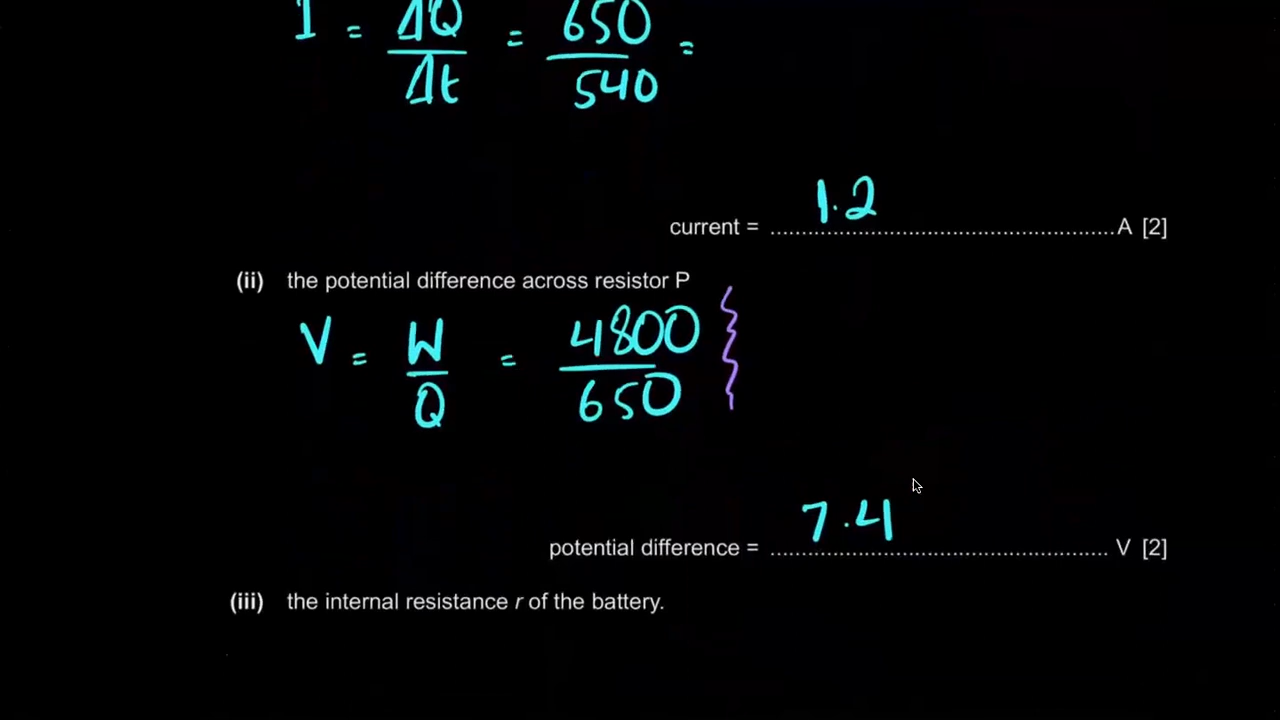 I = ΔQ/Δt = 650/540 =
1.2
current = ........................................................ A [2]
(ii) the potential difference across resistor P
V = W/Q = 4800/650
7.4
potential difference = ........................................................ V [2]
(iii) the internal resistance r of the battery.